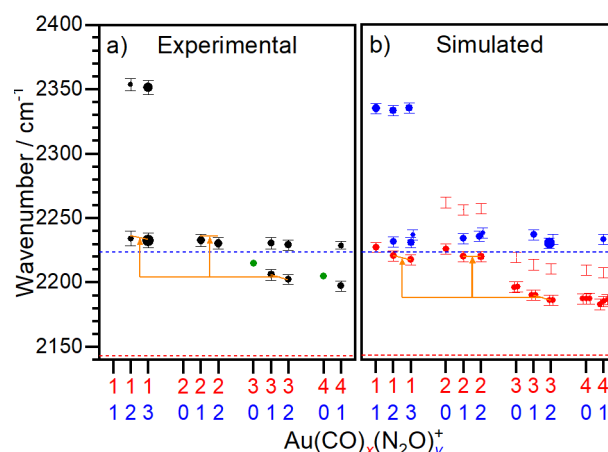 a) Experimental
b) Simulated
Wavenumber / cm⁻¹
2400
2350
2300
2250
2200
2150
1 1 1 2 2 2 3 3 3 4 4
1 2 3 0 1 2 0 1 2 0 1
1 1 1 2 2 2 3 3 3 4 4
1 2 3 0 1 2 0 1 2 0 1
Au(CO)ₓ(N₂O)ᵧ⁺